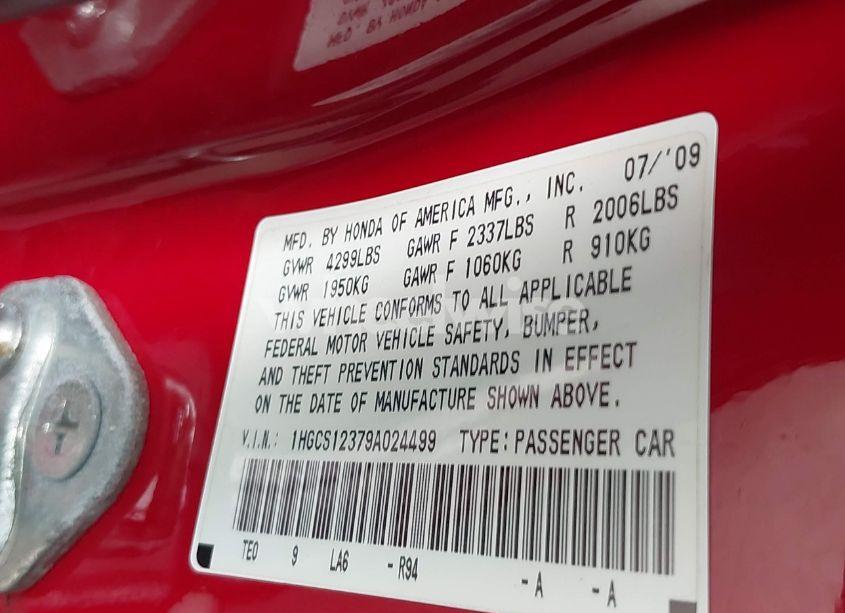 MFD. BY HONDA OF AMERICA MFG., INC. 07/'09
GVWR 4299LBS GAWR F 2337LBS R 2006LBS
GVWR 1950KG GAWR F 1060KG R 910KG
THIS VEHICLE CONFORMS TO ALL APPLICABLE
FEDERAL MOTOR VEHICLE SAFETY, BUMPER,
AND THEFT PREVENTION STANDARDS IN EFFECT
ON THE DATE OF MANUFACTURE SHOWN ABOVE.
V.I.N.: 1HGCS12379A024499 TYPE: PASSENGER CAR
TEO 9 LA6 - R94 - A - A